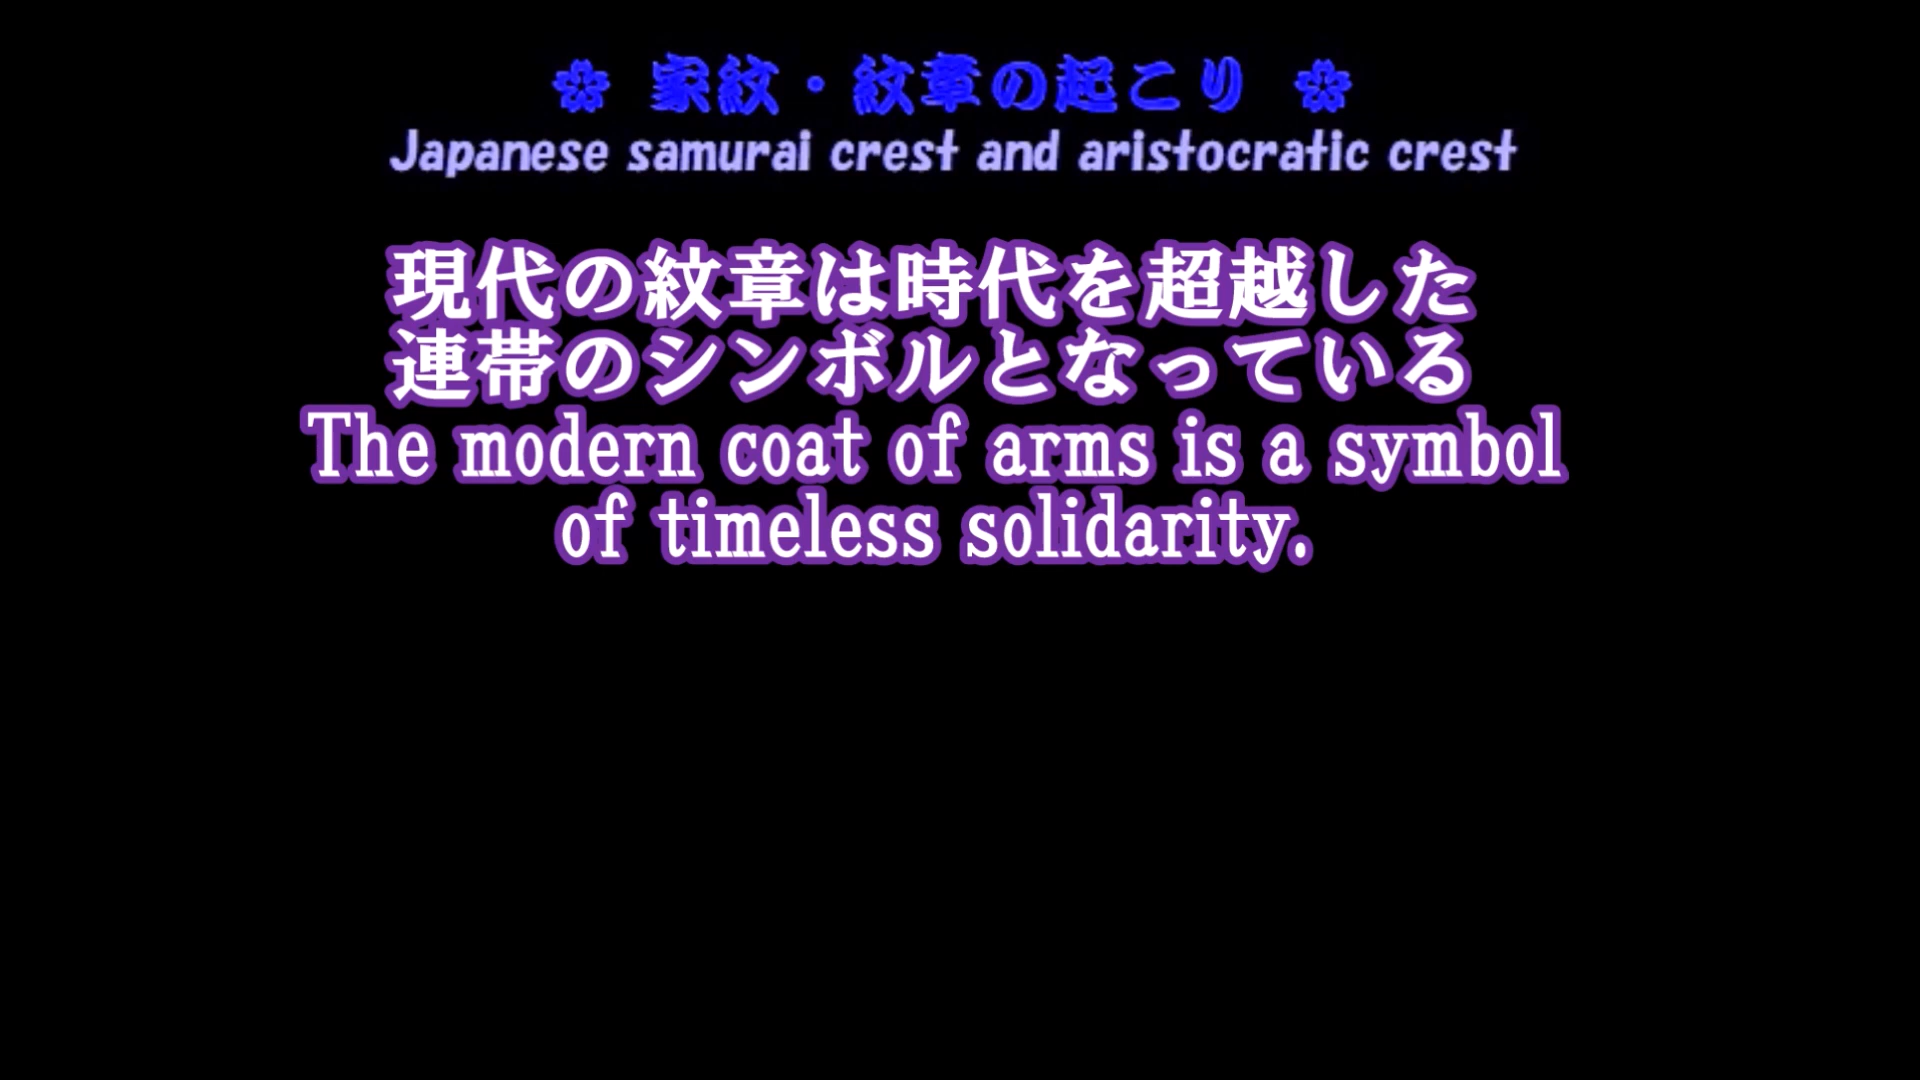 家紋・紋章の起こり
Japanese samurai crest and aristocratic crest
現代の紋章は時代を超越した
連帯のシンボルとなっている
The modern coat of arms is a symbol
of timeless solidarity.